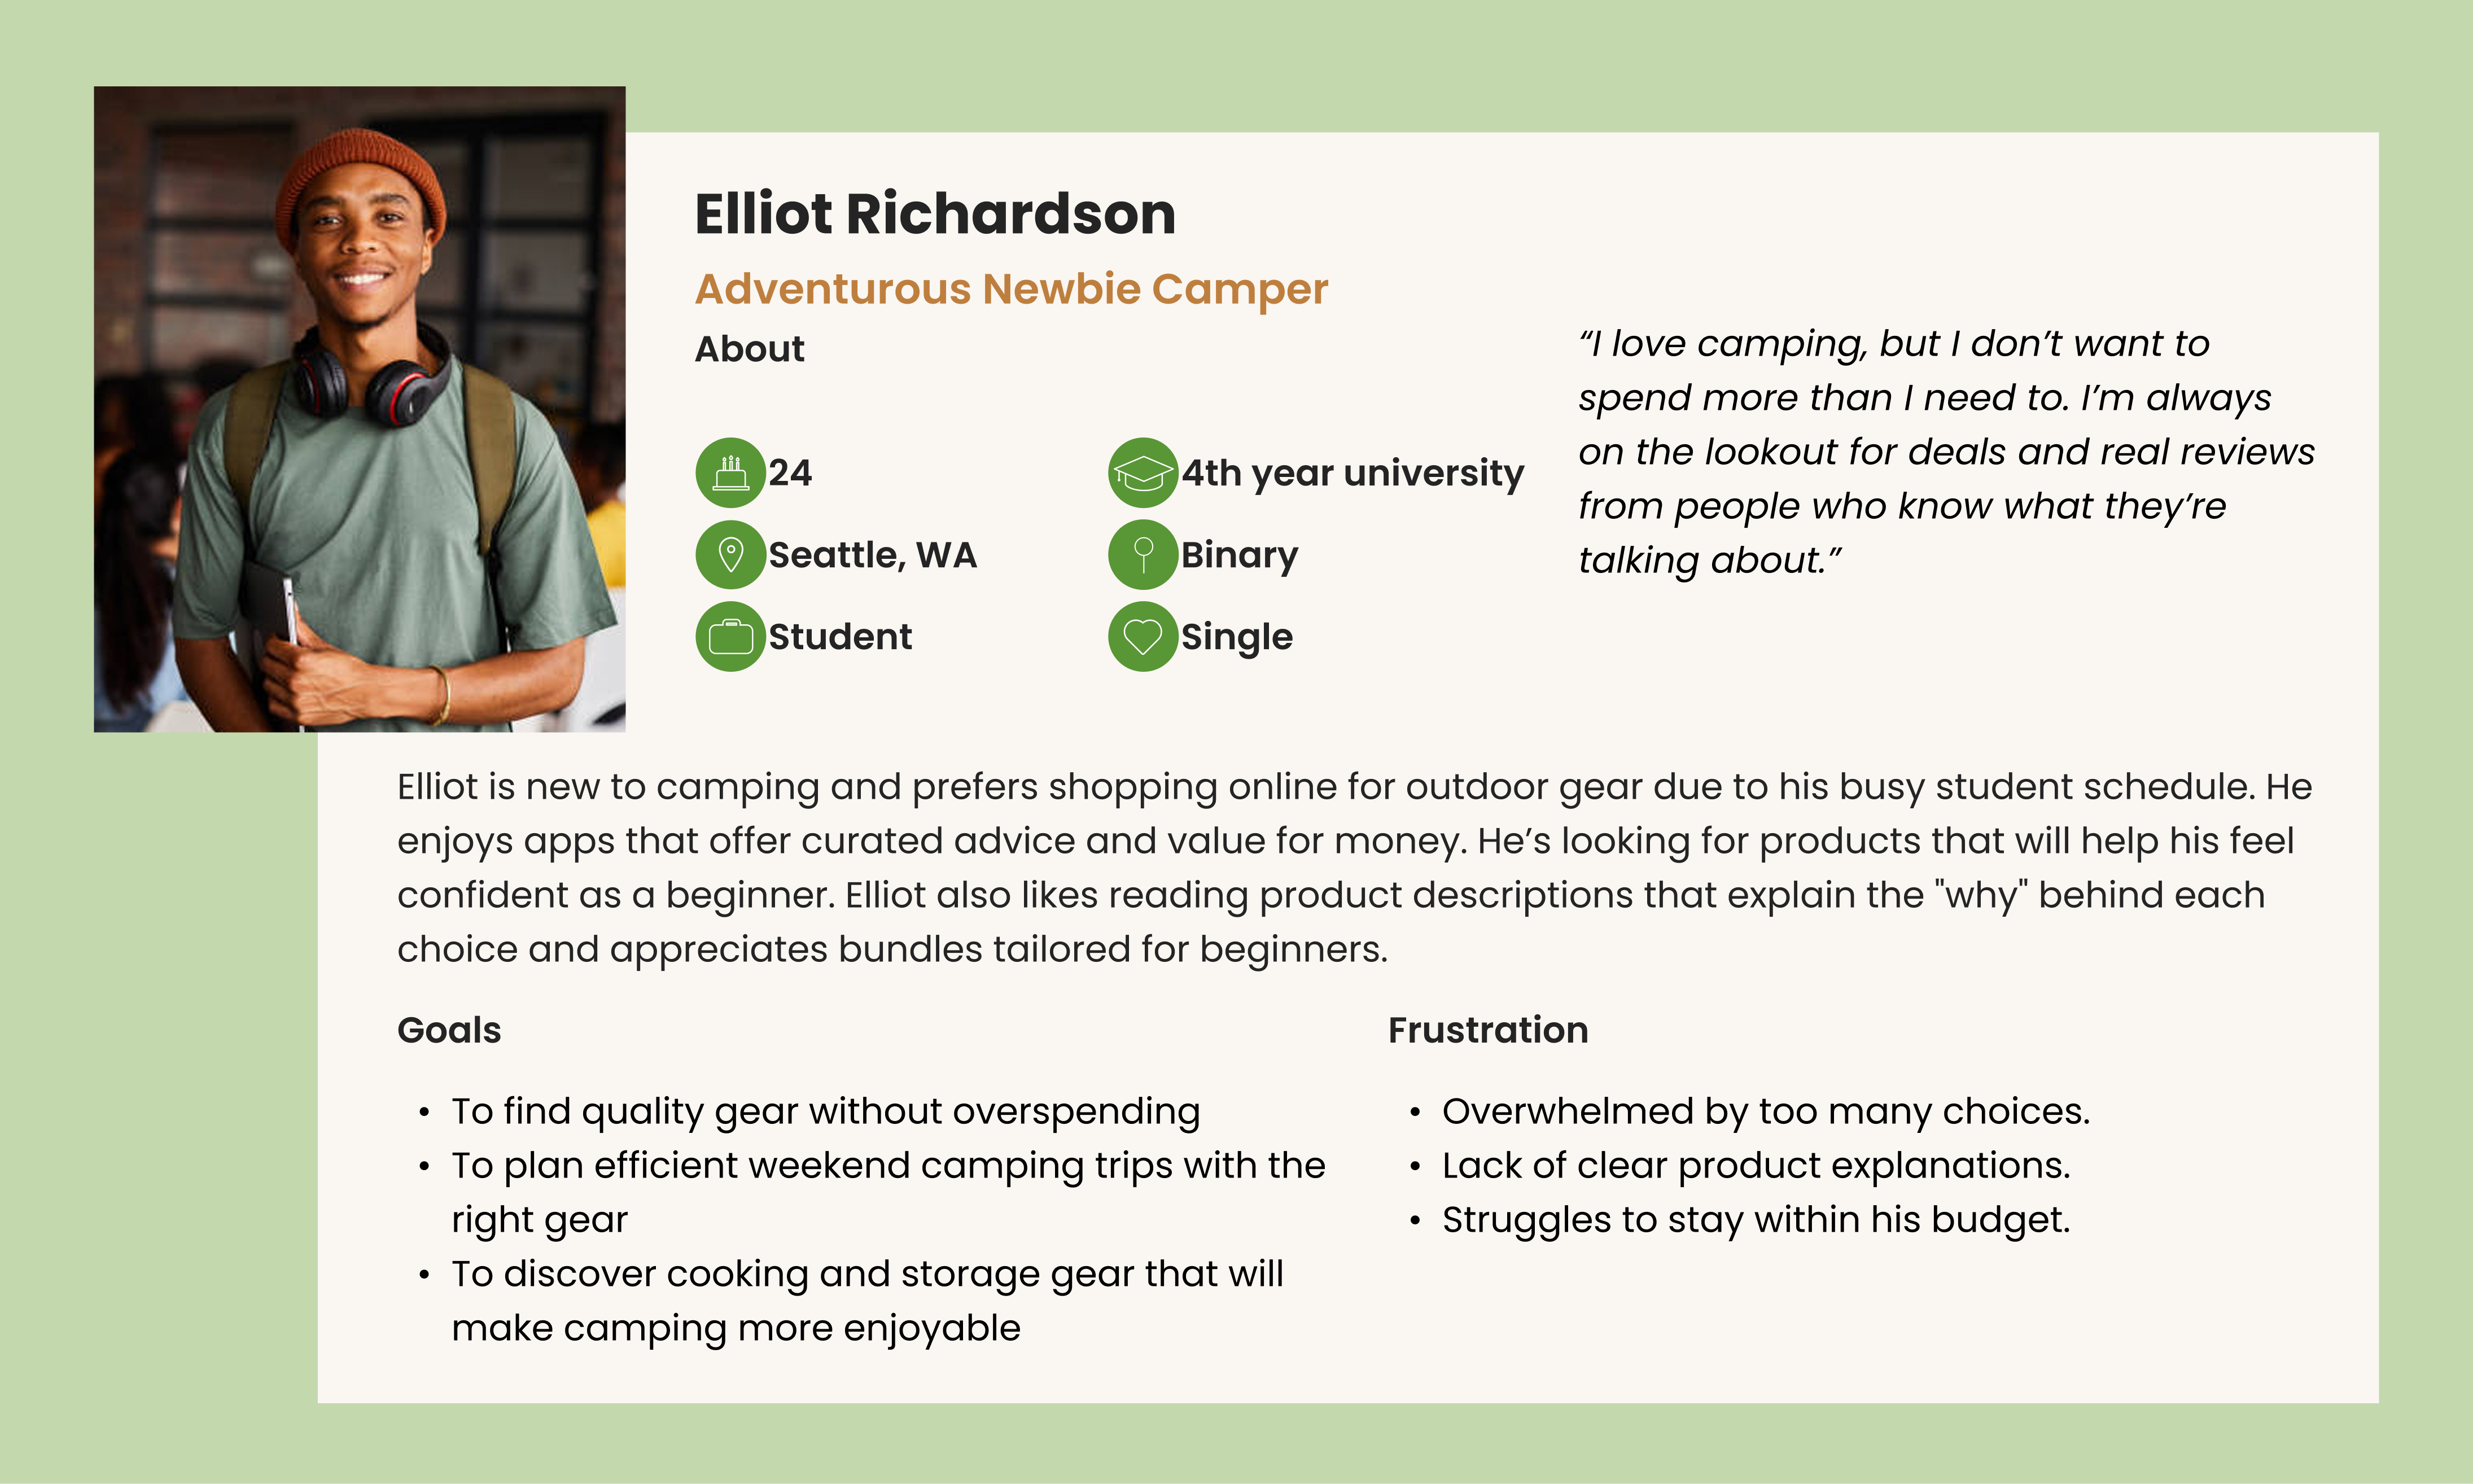 Elliot Richardson
Adventurous Newbie Camper
About
24
4th year university
Seattle, WA
Binary
Student
Single
“I love camping, but I don’t want to
spend more than I need to. I’m always
on the lookout for deals and real reviews
from people who know what they’re
talking about.”
Elliot is new to camping and prefers shopping online for outdoor gear due to his busy student schedule. He
enjoys apps that offer curated advice and value for money. He’s looking for products that will help his feel
confident as a beginner. Elliot also likes reading product descriptions that explain the "why" behind each
choice and appreciates bundles tailored for beginners.
Goals
• To find quality gear without overspending
• To plan efficient weekend camping trips with the
right gear
• To discover cooking and storage gear that will
make camping more enjoyable
Frustration
• Overwhelmed by too many choices.
• Lack of clear product explanations.
• Struggles to stay within his budget.